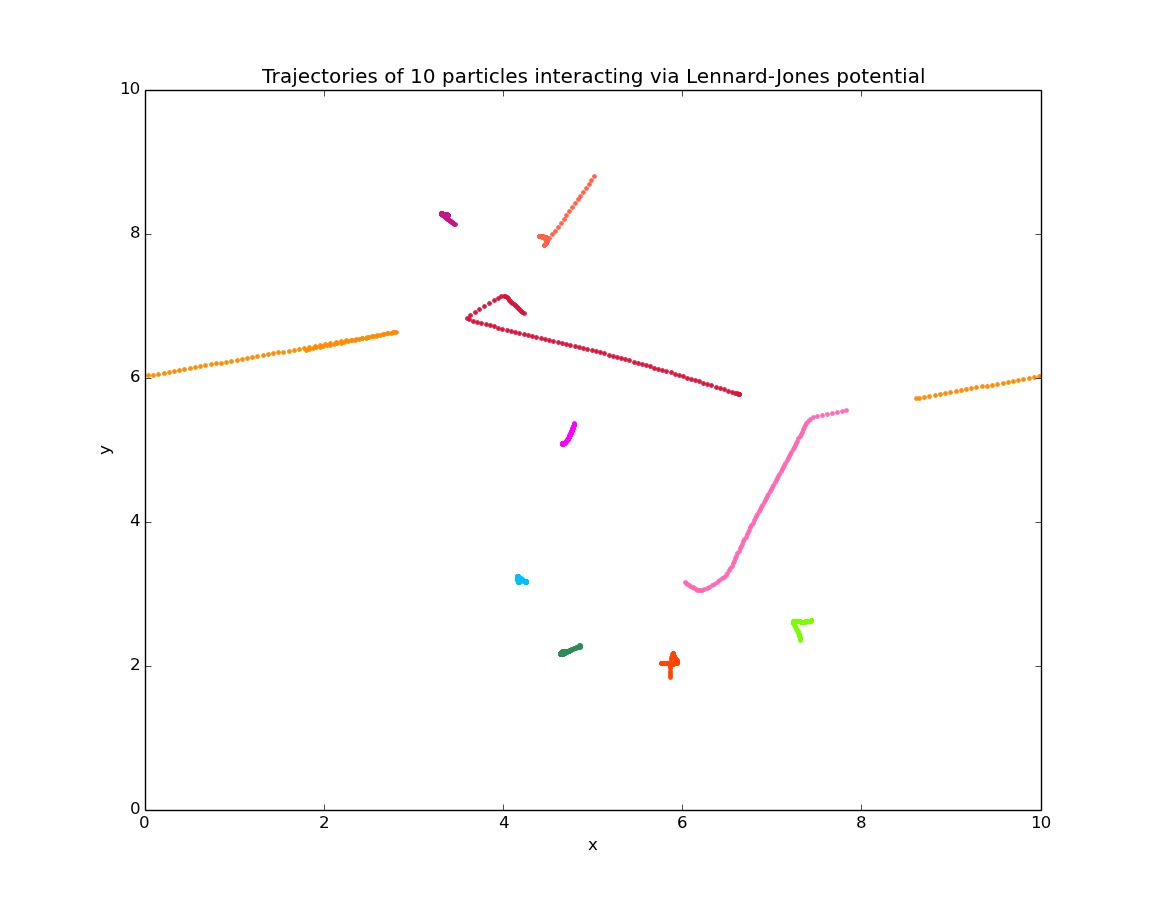 Trajectories of 10 particles interacting via Lennard-Jones potential
10
8
6
4
2
0
y
0 2 4 6 8 10
x